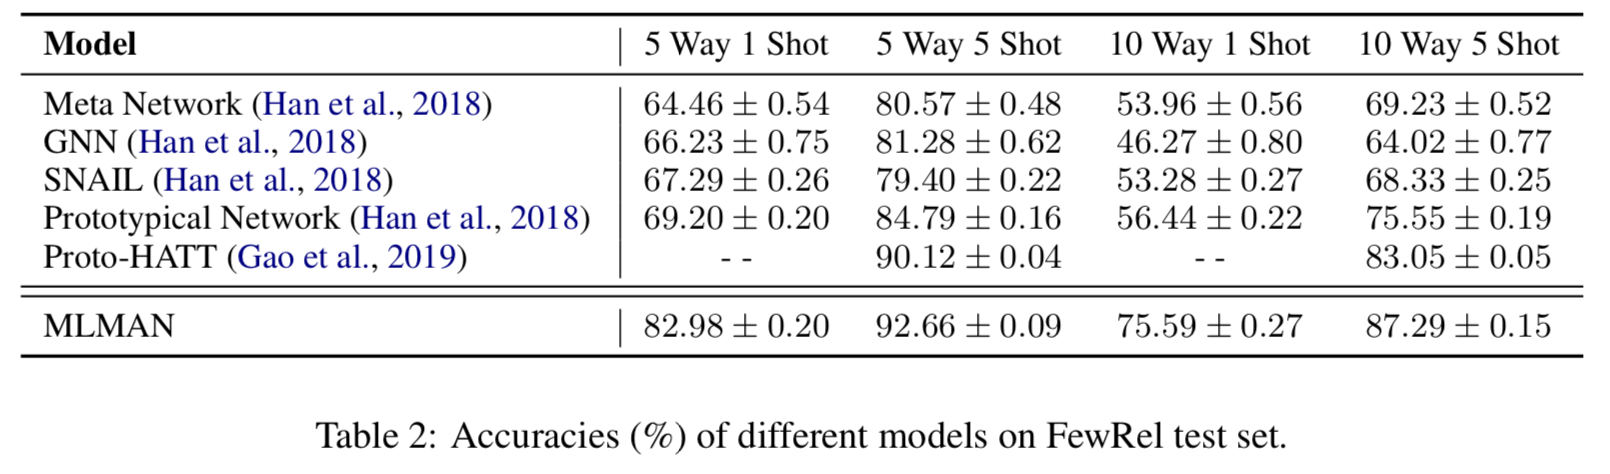 Model 5 Way 1 Shot 5 Way 5 Shot 10 Way 1 Shot 10 Way 5 Shot
Meta Network (Han et al., 2018) 64.46 ± 0.54 80.57 ± 0.48 53.96 ± 0.56 69.23 ± 0.52
GNN (Han et al., 2018) 66.23 ± 0.75 81.28 ± 0.62 46.27 ± 0.80 64.02 ± 0.77
SNAIL (Han et al., 2018) 67.29 ± 0.26 79.40 ± 0.22 53.28 ± 0.27 68.33 ± 0.25
Prototypical Network (Han et al., 2018) 69.20 ± 0.20 84.79 ± 0.16 56.44 ± 0.22 75.55 ± 0.19
Proto-HATT (Gao et al., 2019) - - 90.12 ± 0.04 - - 83.05 ± 0.05
MLMAN 82.98 ± 0.20 92.66 ± 0.09 75.59 ± 0.27 87.29 ± 0.15
Table 2: Accuracies (%) of different models on FewRel test set.